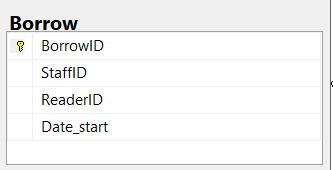 Borrow
BorrowID
StaffID
ReaderID
Date_start